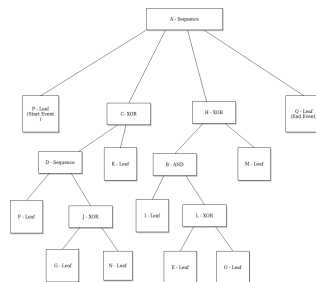 A - Sequence
P - Leaf
(Start Event
)
C- XOR
H - XOR
Q - Leaf
(End Event)
D - Sequence
K - Leaf
B - AND
M - Leaf
F - Leaf
J - XOR
I - Leaf
L - XOR
G - Leaf
N - Leaf
E - Leaf
O - Leaf